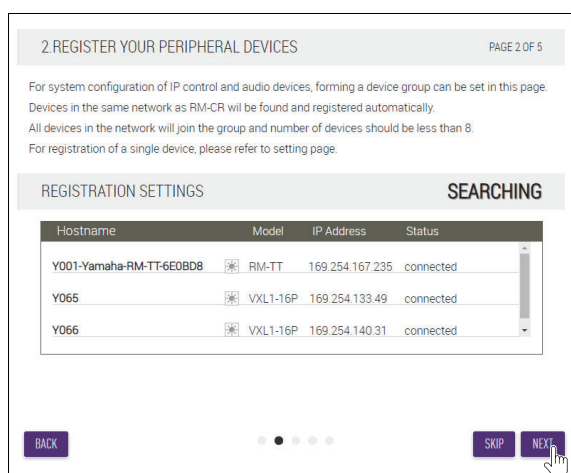 2.REGISTER YOUR PERIPHERAL DEVICES
PAGE 2 OF 5
For system configuration of IP control and audio devices, forming a device group can be set in this page.
Devices in the same network as RM-CR wil be found and registered automatically.
All devices in the network will join the group and number of devices should be less than 8.
For registration of a single device, please refer to setting page.
REGISTRATION SETTINGS
SEARCHING
Hostname Model IP Address Status
Y001-Yamaha-RM-TT-6E0BD8 RM-TT 169.254.167.235 connected
Y065 VXL1-16P 169.254.133.49 connected
Y066 VXL1-16P 169.254.140.31 connected
BACK
SKIP
NEXT